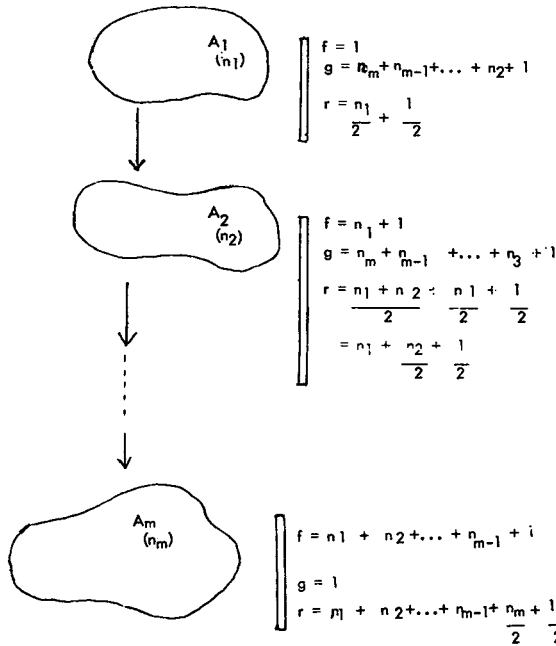 A1
(n1)
f = 1
g = nm + nm-1 + ... + n2 + 1
r = n1/2 + 1/2
A2
(n2)
f = n1 + 1
g = nm + nm-1 + ... + n3 + 1
r = n1 + n2/2 + n1/2 + 1/2
= n1 + n2/2 + 1/2
Am
(nm)
f = n1 + n2 + ... + nm-1 + i
g = 1
r = n1 + n2 + ... + nm-1 + nm/2 + 1/2